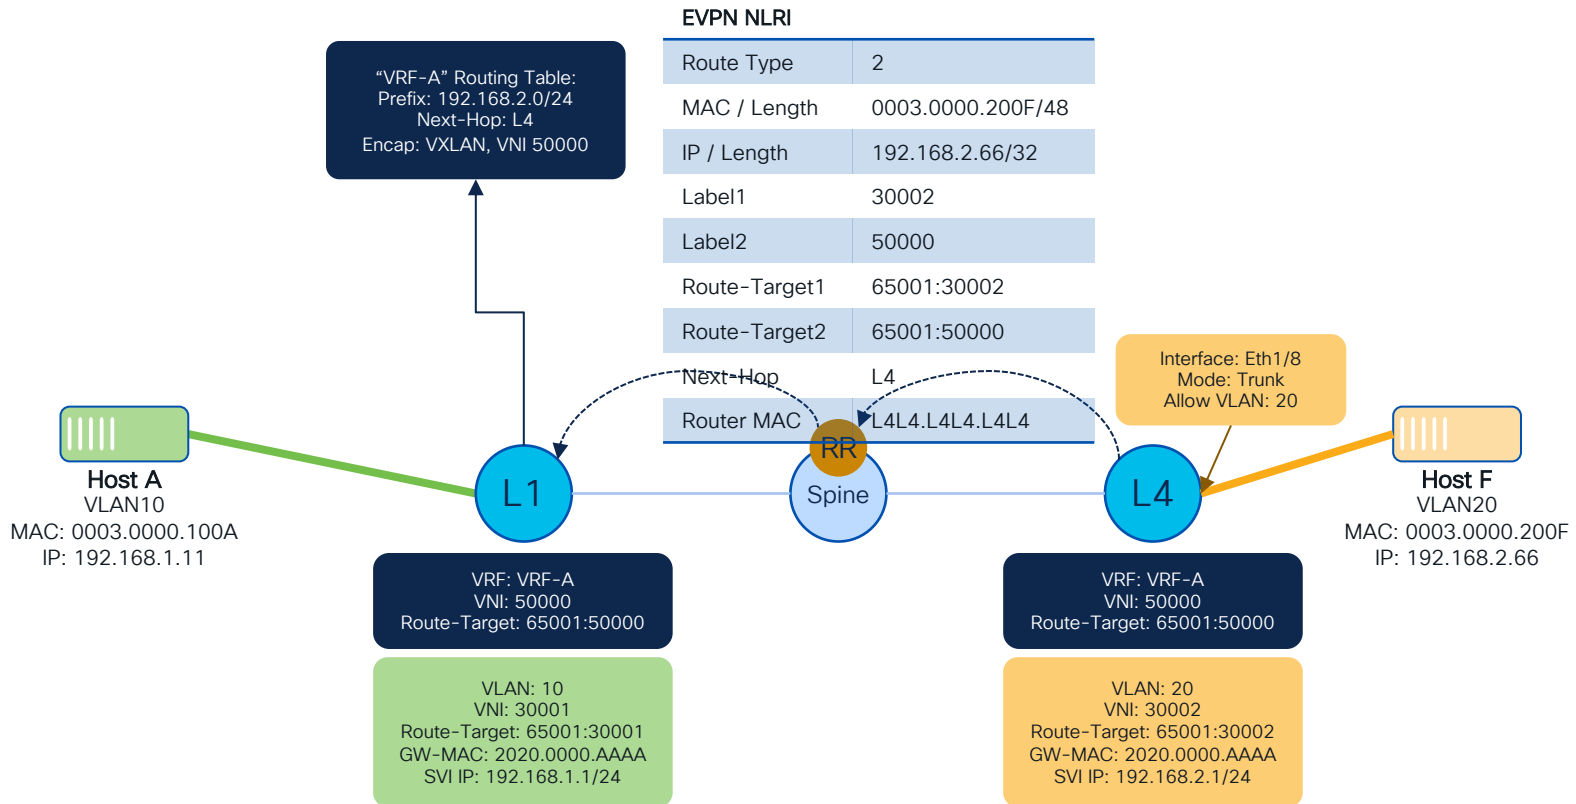 EVPN NLRI
Route Type 2
MAC / Length 0003.0000.200F/48
IP / Length 192.168.2.66/32
Label1 30002
Label2 50000
Route-Target1 65001:30002
Route-Target2 65001:50000
Next-Hop L4
Router MAC L4L4.L4L4.L4L4
“VRF-A” Routing Table:
Prefix: 192.168.2.0/24
Next-Hop: L4
Encap: VXLAN, VNI 50000
Interface: Eth1/8
Mode: Trunk
Allow VLAN: 20
Host A
VLAN10
MAC: 0003.0000.100A
IP: 192.168.1.11
L1
RR
Spine
L4
Host F
VLAN20
MAC: 0003.0000.200F
IP: 192.168.2.66
VRF: VRF-A
VNI: 50000
Route-Target: 65001:50000
VLAN: 10
VNI: 30001
Route-Target: 65001:30001
GW-MAC: 2020.0000.AAAA
SVI IP: 192.168.1.1/24
VRF: VRF-A
VNI: 50000
Route-Target: 65001:50000
VLAN: 20
VNI: 30002
Route-Target: 65001:30002
GW-MAC: 2020.0000.AAAA
SVI IP: 192.168.2.1/24